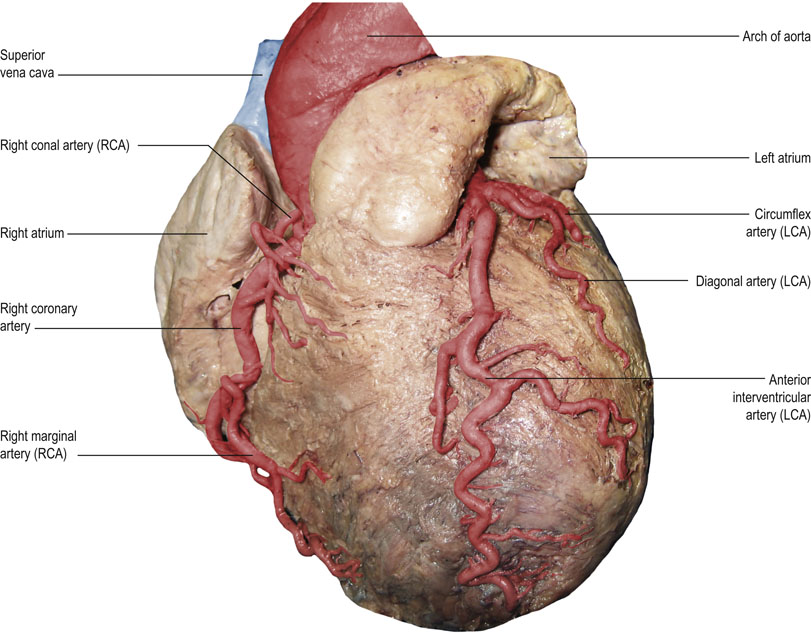 Superior
vena cava
Right conal artery (RCA)
Right atrium
Right coronary
artery
Right marginal
artery (RCA)
Arch of aorta
Left atrium
Circumflex
artery (LCA)
Diagonal artery (LCA)
Anterior
interventricular
artery (LCA)